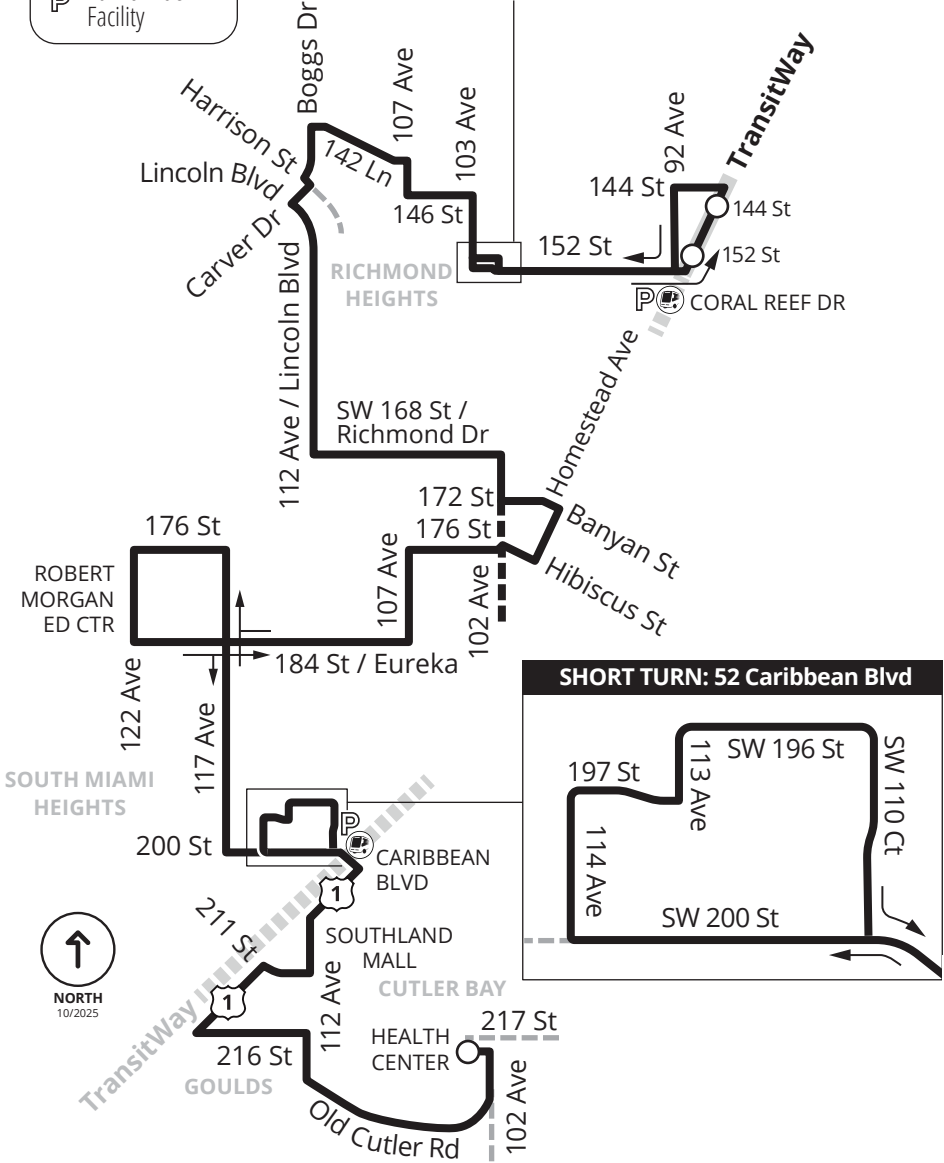 P
Facility
Boggs Dr
107 Ave
103 Ave
92 Ave
TransitWay
Harrison St
142 Ln
Lincoln Blvd
Carver Dr
146 St
144 St
144 St
152 St
152 St
RICHMOND
HEIGHTS
P
CORAL REEF DR
112 Ave / Lincoln Blvd
Homestead Ave
SW 168 St /
Richmond Dr
172 St
176 St
Banyan St
Hibiscus St
102 Ave
107 Ave
176 St
ROBERT
MORGAN
ED CTR
184 St / Eureka
122 Ave
117 Ave
SOUTH MIAMI
HEIGHTS
SHORT TURN: 52 Caribbean Blvd
SW 196 St
197 St
113 Ave
SW 110 Ct
114 Ave
SW 200 St
200 St
P
CARIBBEAN
BLVD
1
211 St
SOUTHLAND
MALL
112 Ave
CUTLER BAY
NORTH
10/2025
1
TransitWay
216 St
GOULDS
HEALTH
CENTER
217 St
102 Ave
Old Cutler Rd